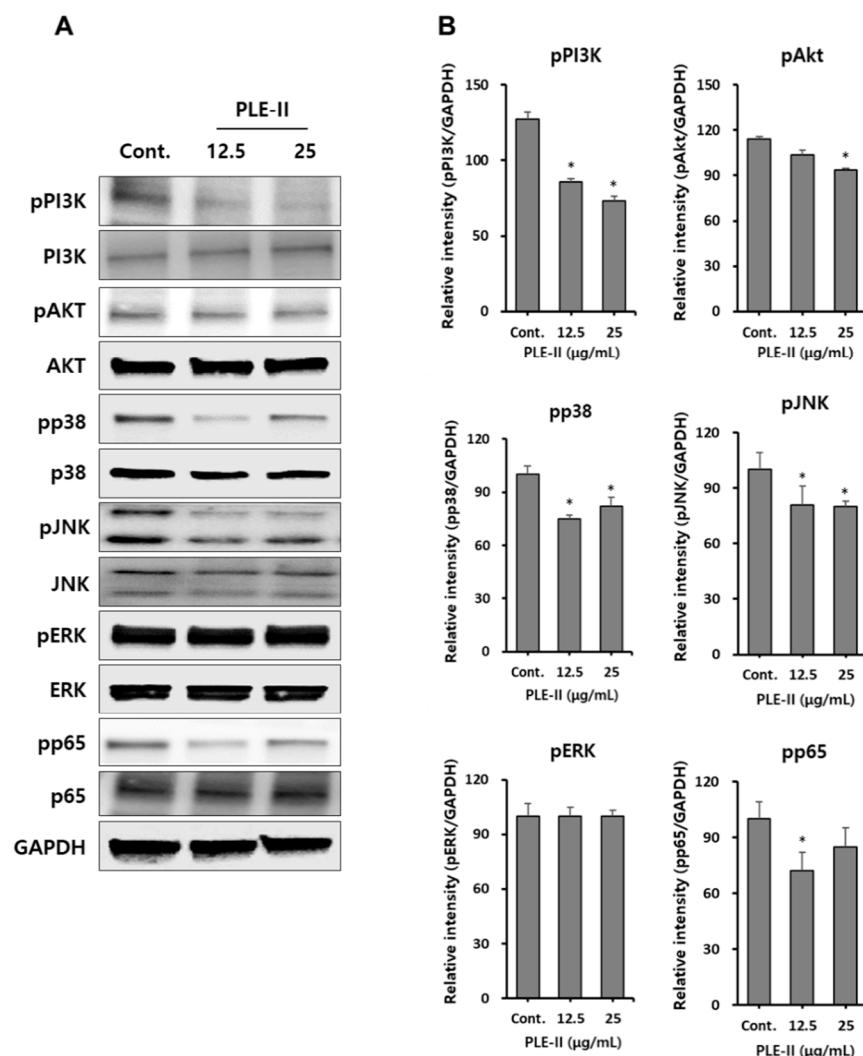 A
PLE-II
Cont. 12.5 25
pPI3K
PI3K
pAKT
AKT
pp38
p38
pJNK
JNK
pERK
ERK
pp65
p65
GAPDH
B
pPI3K
Relative intensity (pPI3K/GAPDH)
150
100
50
0
Cont. 12.5 25
PLE-II (μg/mL)
pAkt
Relative intensity (pAkt/GAPDH)
150
120
90
60
30
0
*
Cont. 12.5 25
PLE-II (μg/mL)
pp38
Relative intensity (pp38/GAPDH)
120
90
60
30
0
* *
Cont. 12.5 25
PLE-II (μg/mL)
pJNK
Relative intensity (pJNK/GAPDH)
120
90
60
30
0
* *
Cont. 12.5 25
PLE-II (μg/mL)
pERK
Relative intensity (pERK/GAPDH)
120
90
60
30
0
Cont. 12.5 25
PLE-II (μg/mL)
pp65
Relative intensity (pp65/GAPDH)
120
90
60
30
0
*
Cont. 12.5 25
PLE-II (μg/mL)